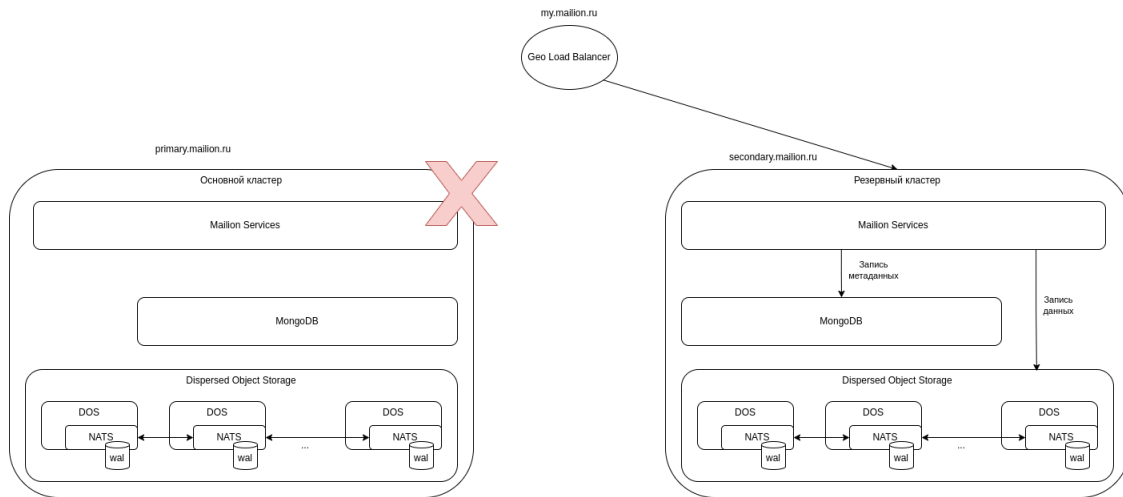 my.mailion.ru
Geo Load Balancer
primary.mailion.ru
Основной кластер
Mailion Services
MongoDB
Dispersed Object Storage
DOS
NATS
wal
DOS
NATS
wal
...
DOS
NATS
wal
secondary.mailion.ru
Резервный кластер
Mailion Services
Запись
метаданных
Запись
данных
MongoDB
Dispersed Object Storage
DOS
NATS
wal
DOS
NATS
wal
...
DOS
NATS
wal